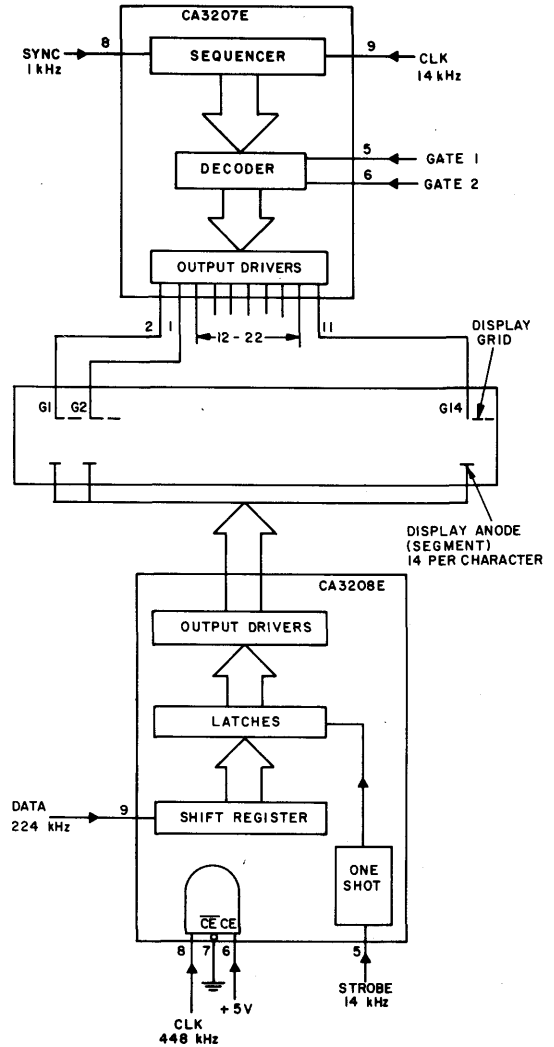 CA3207E
8
SYNC
1 kHz
SEQUENCER
9
CLK
14 kHz
DECODER
5
GATE 1
6
GATE 2
OUTPUT DRIVERS
2
1
12 - 22
11
DISPLAY
GRID
G1
G2
G14
DISPLAY ANODE
(SEGMENT)
14 PER CHARACTER
CA3208E
OUTPUT DRIVERS
LATCHES
DATA
224 kHz
9
SHIFT REGISTER
ONE
SHOT
C̅E̅ CE
8
7
6
5
+5V
STROBE
14 kHz
CLK
448 kHz